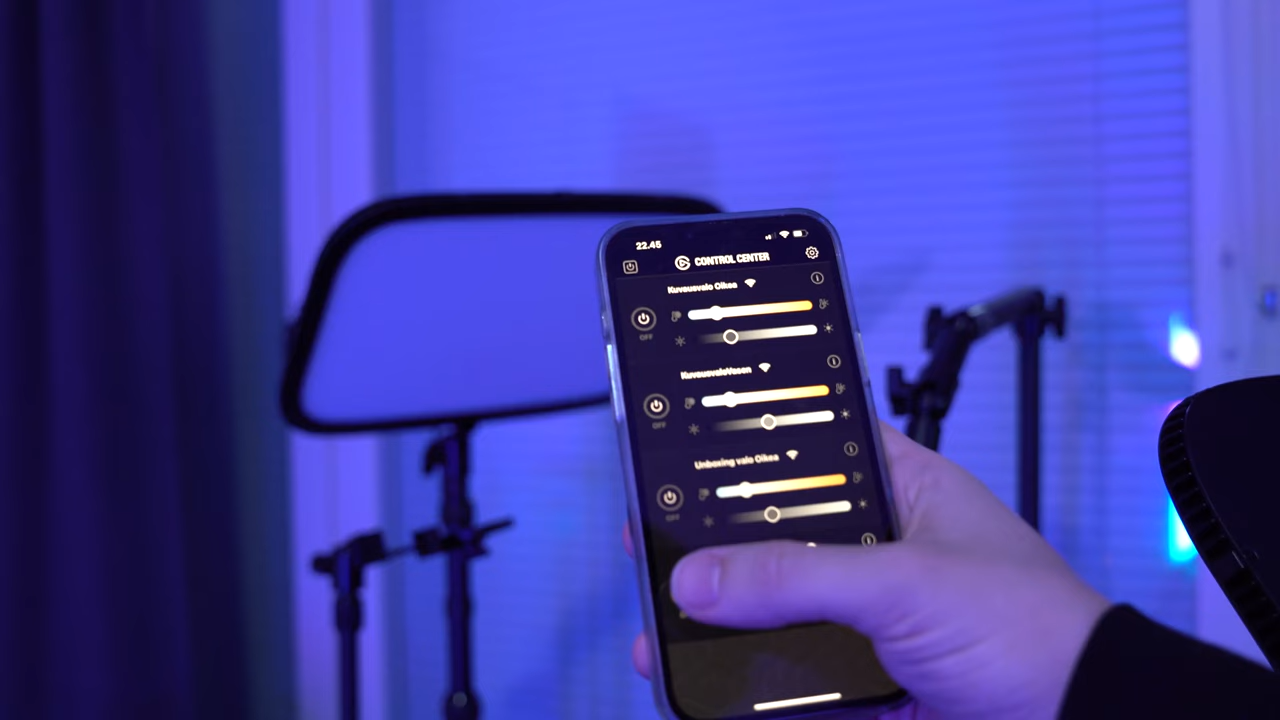 22.45
CONTROL CENTER
Kuvausvalo Oikea
OFF
KuvausvaloVasen
OFF
Unboxing valo Oikea
OFF